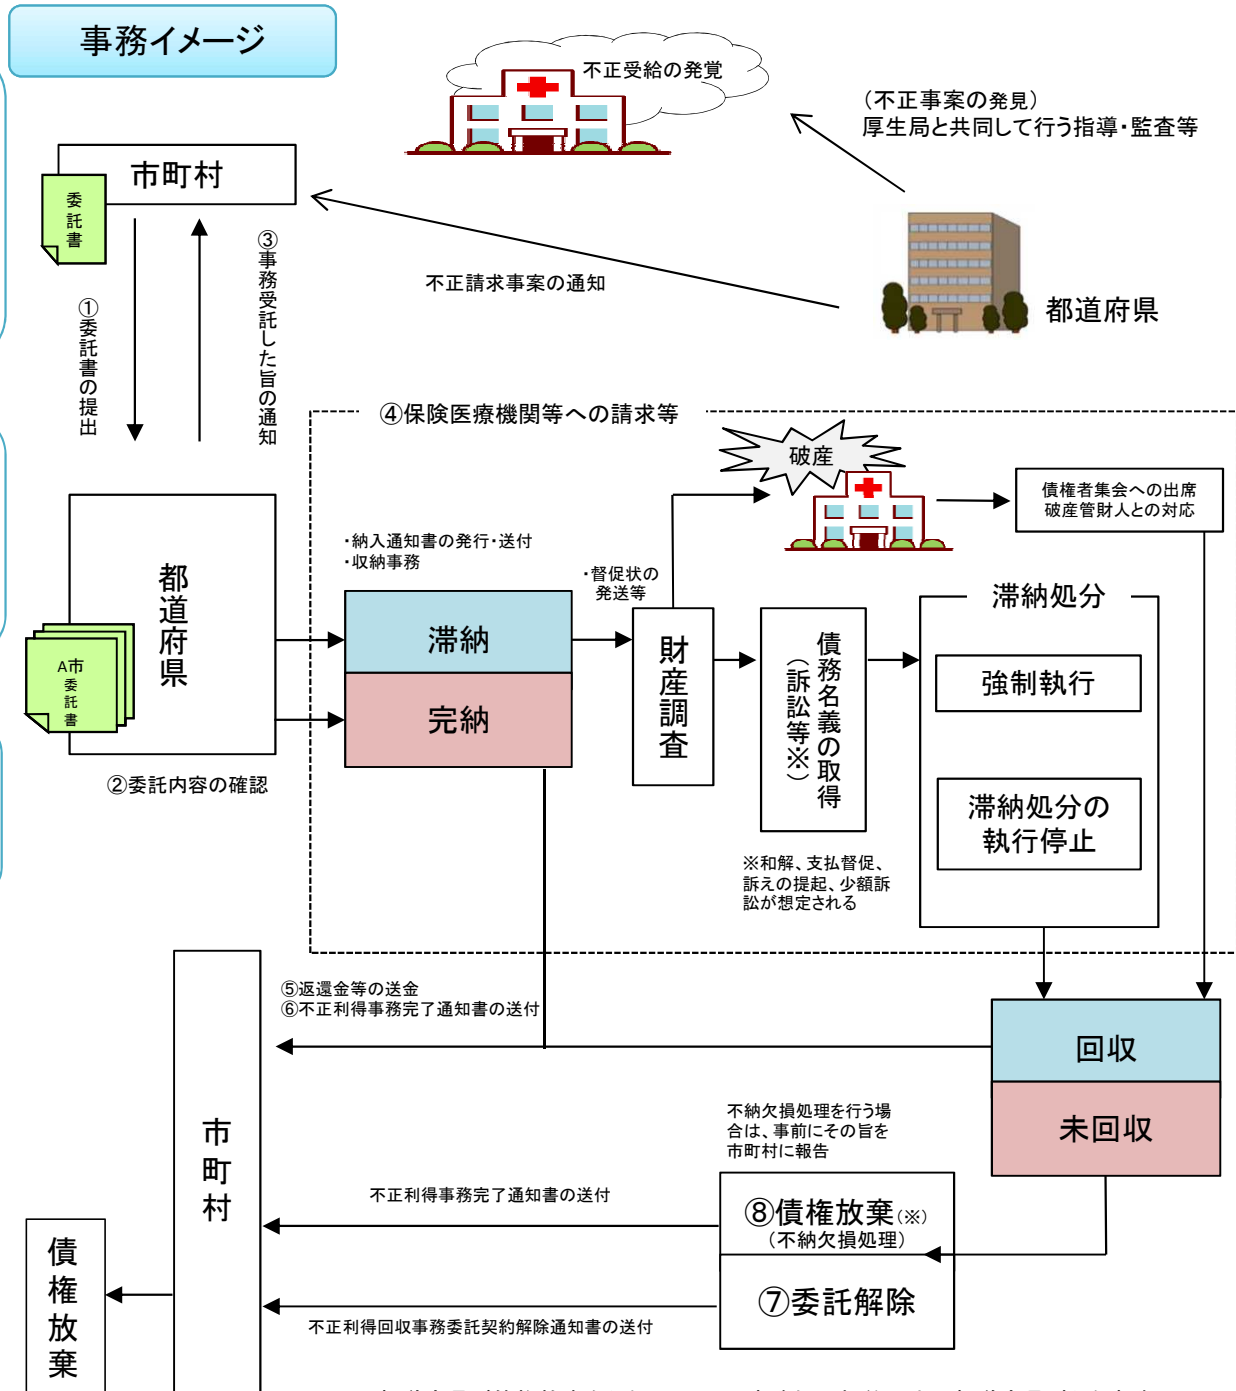 事務イメージ
不正受給の発覚
(不正事案の発見)
厚生局と共同して行う指導・監査等
市町村
委託書
都道府県
不正請求事案の通知
①委託書の提出
③事務受託した旨の通知
④保険医療機関等への請求等
破産
債権者集会への出席
破産管財人との対応
都道府県
A市
委託書
②委託内容の確認
・納入通知書の発行・送付
・収納事務
滞納
完納
・督促状の
発送等
財産調査
債務名義の取得
(訴訟等※)
※和解、支払督促、
訴えの提起、少額訴
訟が想定される
滞納処分
強制執行
滞納処分の
執行停止
⑤返還金等の送金
⑥不正利得事務完了通知書の送付
回収
未回収
市町村
不納欠損処理を行う場
合は、事前にその旨を
市町村に報告
不正利得事務完了通知書の送付
⑧債権放棄(※)
(不納欠損処理)
⑦委託解除
不正利得回収事務委託契約解除通知書の送付
債権放棄